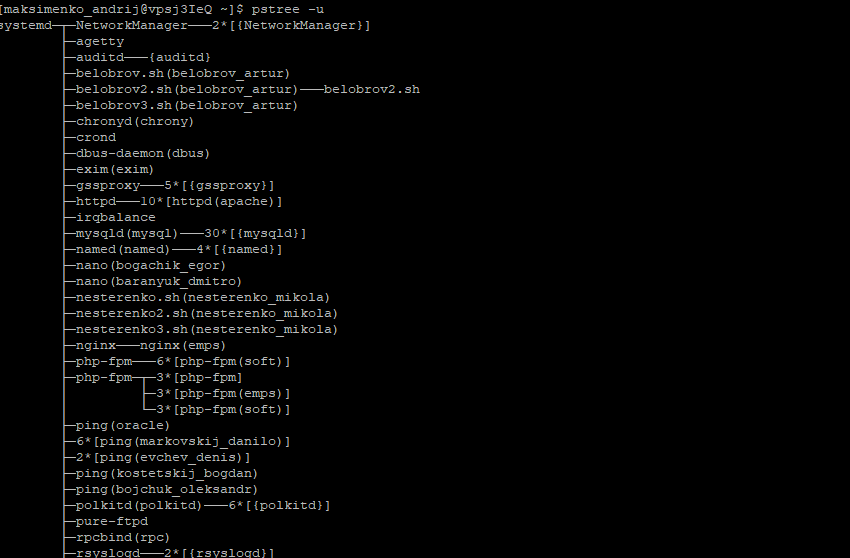 [maksimenko_andrij@vpsj3IeQ ~]$ pstree -u
systemd─┬─NetworkManager───2*[{NetworkManager}]
        ├─agetty
        ├─auditd───{auditd}
        ├─belobrov.sh(belobrov_artur)
        ├─belobrov2.sh(belobrov_artur)───belobrov2.sh
        ├─belobrov3.sh(belobrov_artur)
        ├─chronyd(chrony)
        ├─crond
        ├─dbus-daemon(dbus)
        ├─exim(exim)
        ├─gssproxy───5*[{gssproxy}]
        ├─httpd───10*[httpd(apache)]
        ├─irqbalance
        ├─mysqld(mysql)───30*[{mysqld}]
        ├─named(named)───4*[{named}]
        ├─nano(bogachik_egor)
        ├─nano(baranyuk_dmitro)
        ├─nesterenko.sh(nesterenko_mikola)
        ├─nesterenko2.sh(nesterenko_mikola)
        ├─nesterenko3.sh(nesterenko_mikola)
        ├─nginx───nginx(emps)
        ├─php-fpm───6*[php-fpm(soft)]
        ├─php-fpm─┬─3*[php-fpm]
        │         ├─3*[php-fpm(emps)]
        │         └─3*[php-fpm(soft)]
        ├─ping(oracle)
        ├─6*[ping(markovskij_danilo)]
        ├─2*[ping(evchev_denis)]
        ├─ping(kostetskij_bogdan)
        ├─ping(bojchuk_oleksandr)
        ├─polkitd(polkitd)───6*[{polkitd}]
        ├─pure-ftpd
        ├─rpcbind(rpc)
        ├─rsyslogd───2*[{rsyslogd}]